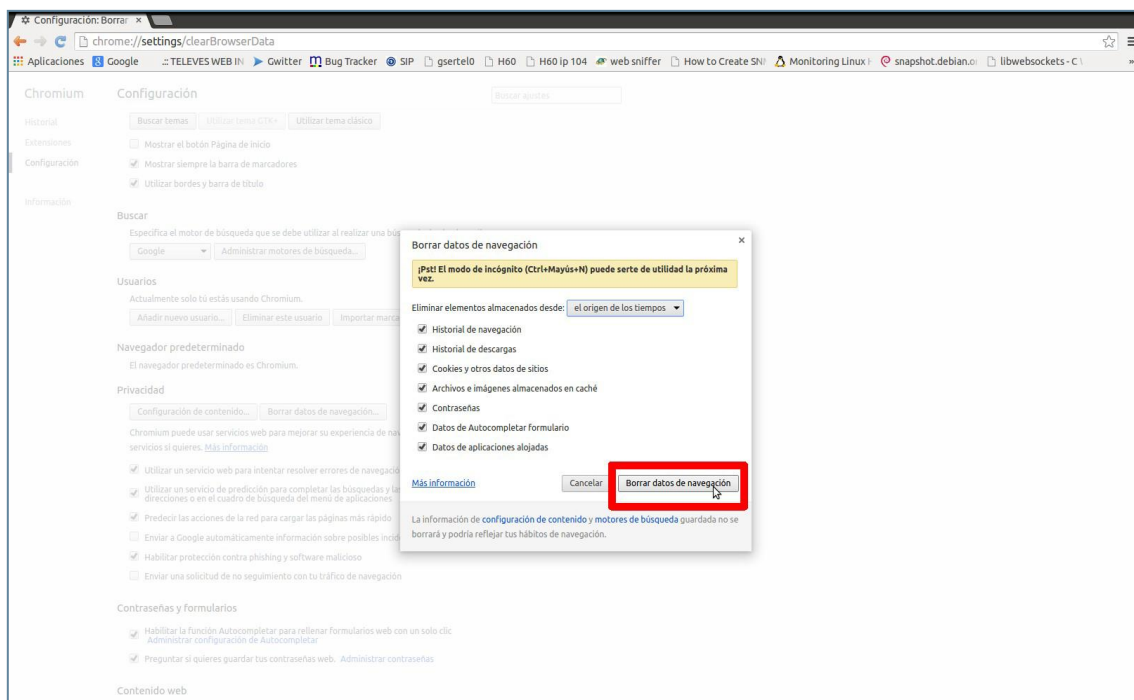 Configuración: Borrar ×
chrome://settings/clearBrowserData
Aplicaciones Google .::TELEVES WEB IN Gwitter Bug Tracker SIP gsertel0 H60 H60 ip 104 web sniffer How to Create SN Monitoring Linux snapshot.debian.o libwebsockets - C »
Chromium
Historial
Extensiones
Configuración
Información
Configuración
Buscar ajustes
Buscar temas Utilizar tema GTK+ Utilizar tema clásico
Mostrar el botón Página de inicio
Mostrar siempre la barra de marcadores
Utilizar bordes y barra de título
Buscar
Especifica el motor de búsqueda que se debe utilizar al realizar una bús
Google Administrar motores de búsqueda...
Usuarios
Actualmente solo tú estás usando Chromium.
Añadir nuevo usuario... Eliminar este usuario Importar marca
Navegador predeterminado
El navegador predeterminado es Chromium.
Privacidad
Configuración de contenido... Borrar datos de navegación...
Chromium puede usar servicios web para mejorar su experiencia de nav
servicios si quieres. Más información
Utilizar un servicio web para intentar resolver errores de navegació
Utilizar un servicio de predicción para completar las búsquedas y las
direcciones o en el cuadro de búsqueda del menú de aplicaciones
Predecir las acciones de la red para cargar las páginas más rápido
Enviar a Google automáticamente información sobre posibles incid
Habilitar protección contra phishing y software malicioso
Enviar una solicitud de no seguimiento con tu tráfico de navegación
Contraseñas y formularios
Habilitar la función Autocompletar para rellenar formularios web con un solo clic
Administrar configuración de Autocompletar
Preguntar si quieres guardar tus contraseñas web. Administrar contraseñas
Contenido web
Borrar datos de navegación ×
¡Pst! El modo de incógnito (Ctrl+Mayús+N) puede serte de utilidad la próxima
vez.
Eliminar elementos almacenados desde: el origen de los tiempos
Historial de navegación
Historial de descargas
Cookies y otros datos de sitios
Archivos e imágenes almacenados en caché
Contraseñas
Datos de Autocompletar formulario
Datos de aplicaciones alojadas
Más información Cancelar Borrar datos de navegación
La información de configuración de contenido y motores de búsqueda guardada no se
borrará y podría reflejar tus hábitos de navegación.